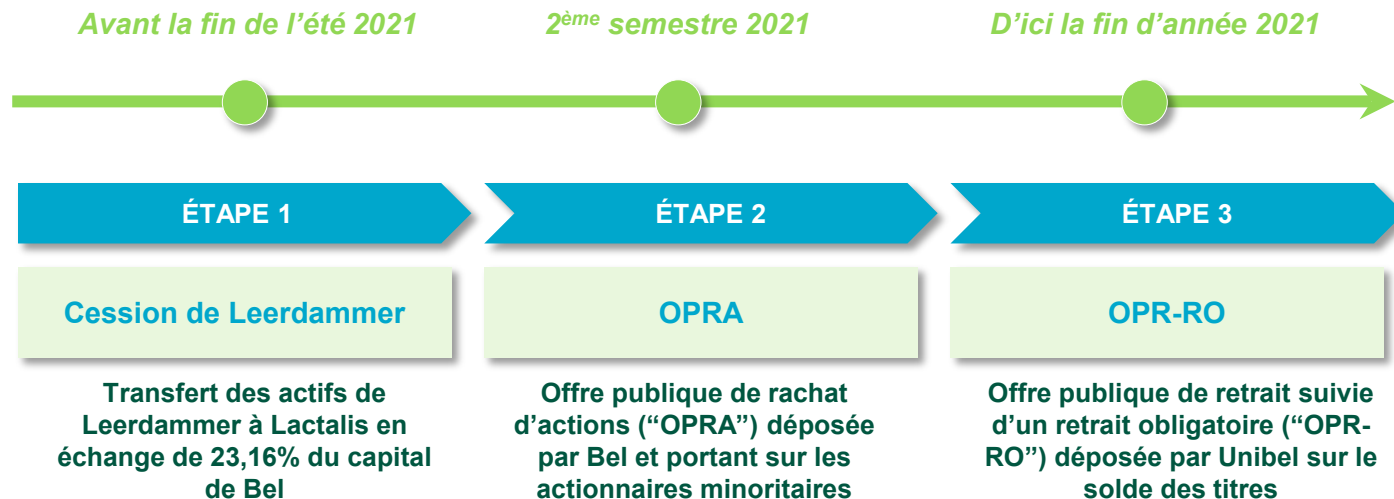 Avant la fin de l’été 2021
2ème semestre 2021
D’ici la fin d’année 2021
ÉTAPE 1
ÉTAPE 2
ÉTAPE 3
Cession de Leerdammer
OPRA
OPR-RO
Transfert des actifs de
Leerdammer à Lactalis en
échange de 23,16% du capital
de Bel
Offre publique de rachat
d’actions (“OPRA”) déposée
par Bel et portant sur les
actionnaires minoritaires
Offre publique de retrait suivie
d’un retrait obligatoire (“OPR-
RO”) déposée par Unibel sur le
solde des titres